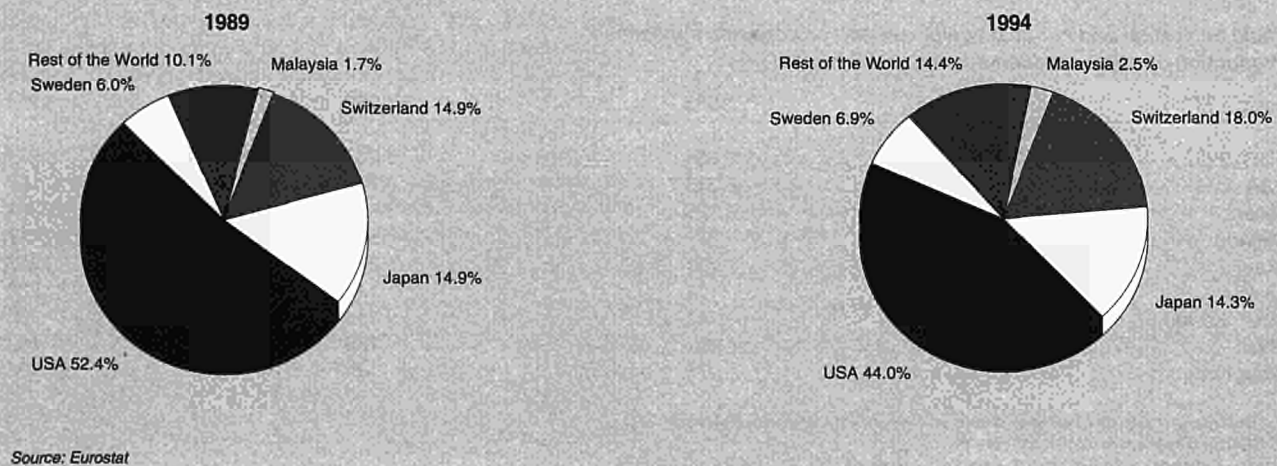 1989
Rest of the World 10.1%
Malaysia 1.7%
Sweden 6.0%
Switzerland 14.9%
Japan 14.9%
USA 52.4%
1994
Rest of the World 14.4%
Malaysia 2.5%
Sweden 6.9%
Switzerland 18.0%
Japan 14.3%
USA 44.0%
Source: Eurostat